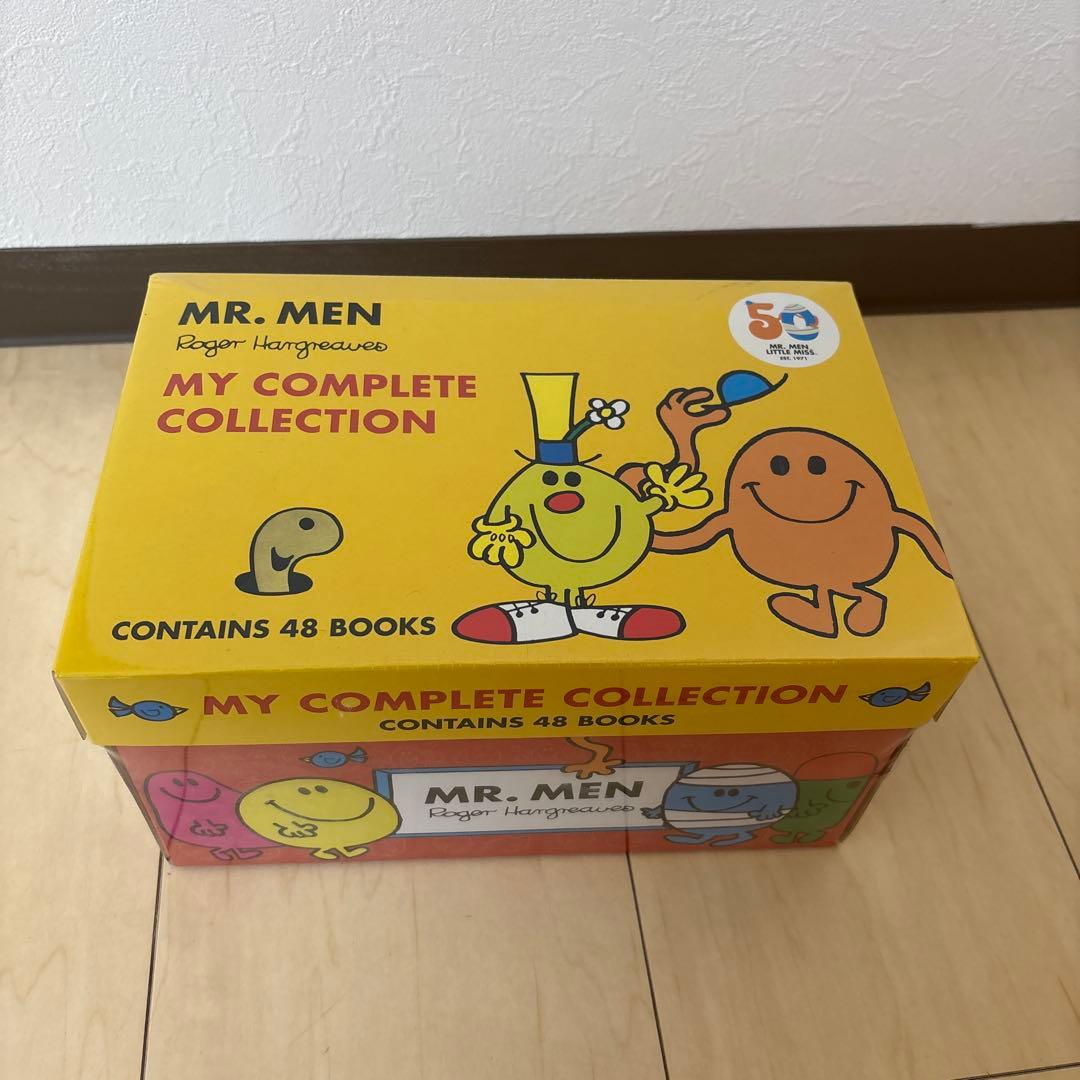 MR. MEN
Roger Hargreaves
MY COMPLETE
COLLECTION
50
MR. MEN
LITTLE MISS
EST. 1971
CONTAINS 48 BOOKS
MY COMPLETE COLLECTION
CONTAINS 48 BOOKS
MR. MEN
Roger Hargreaves